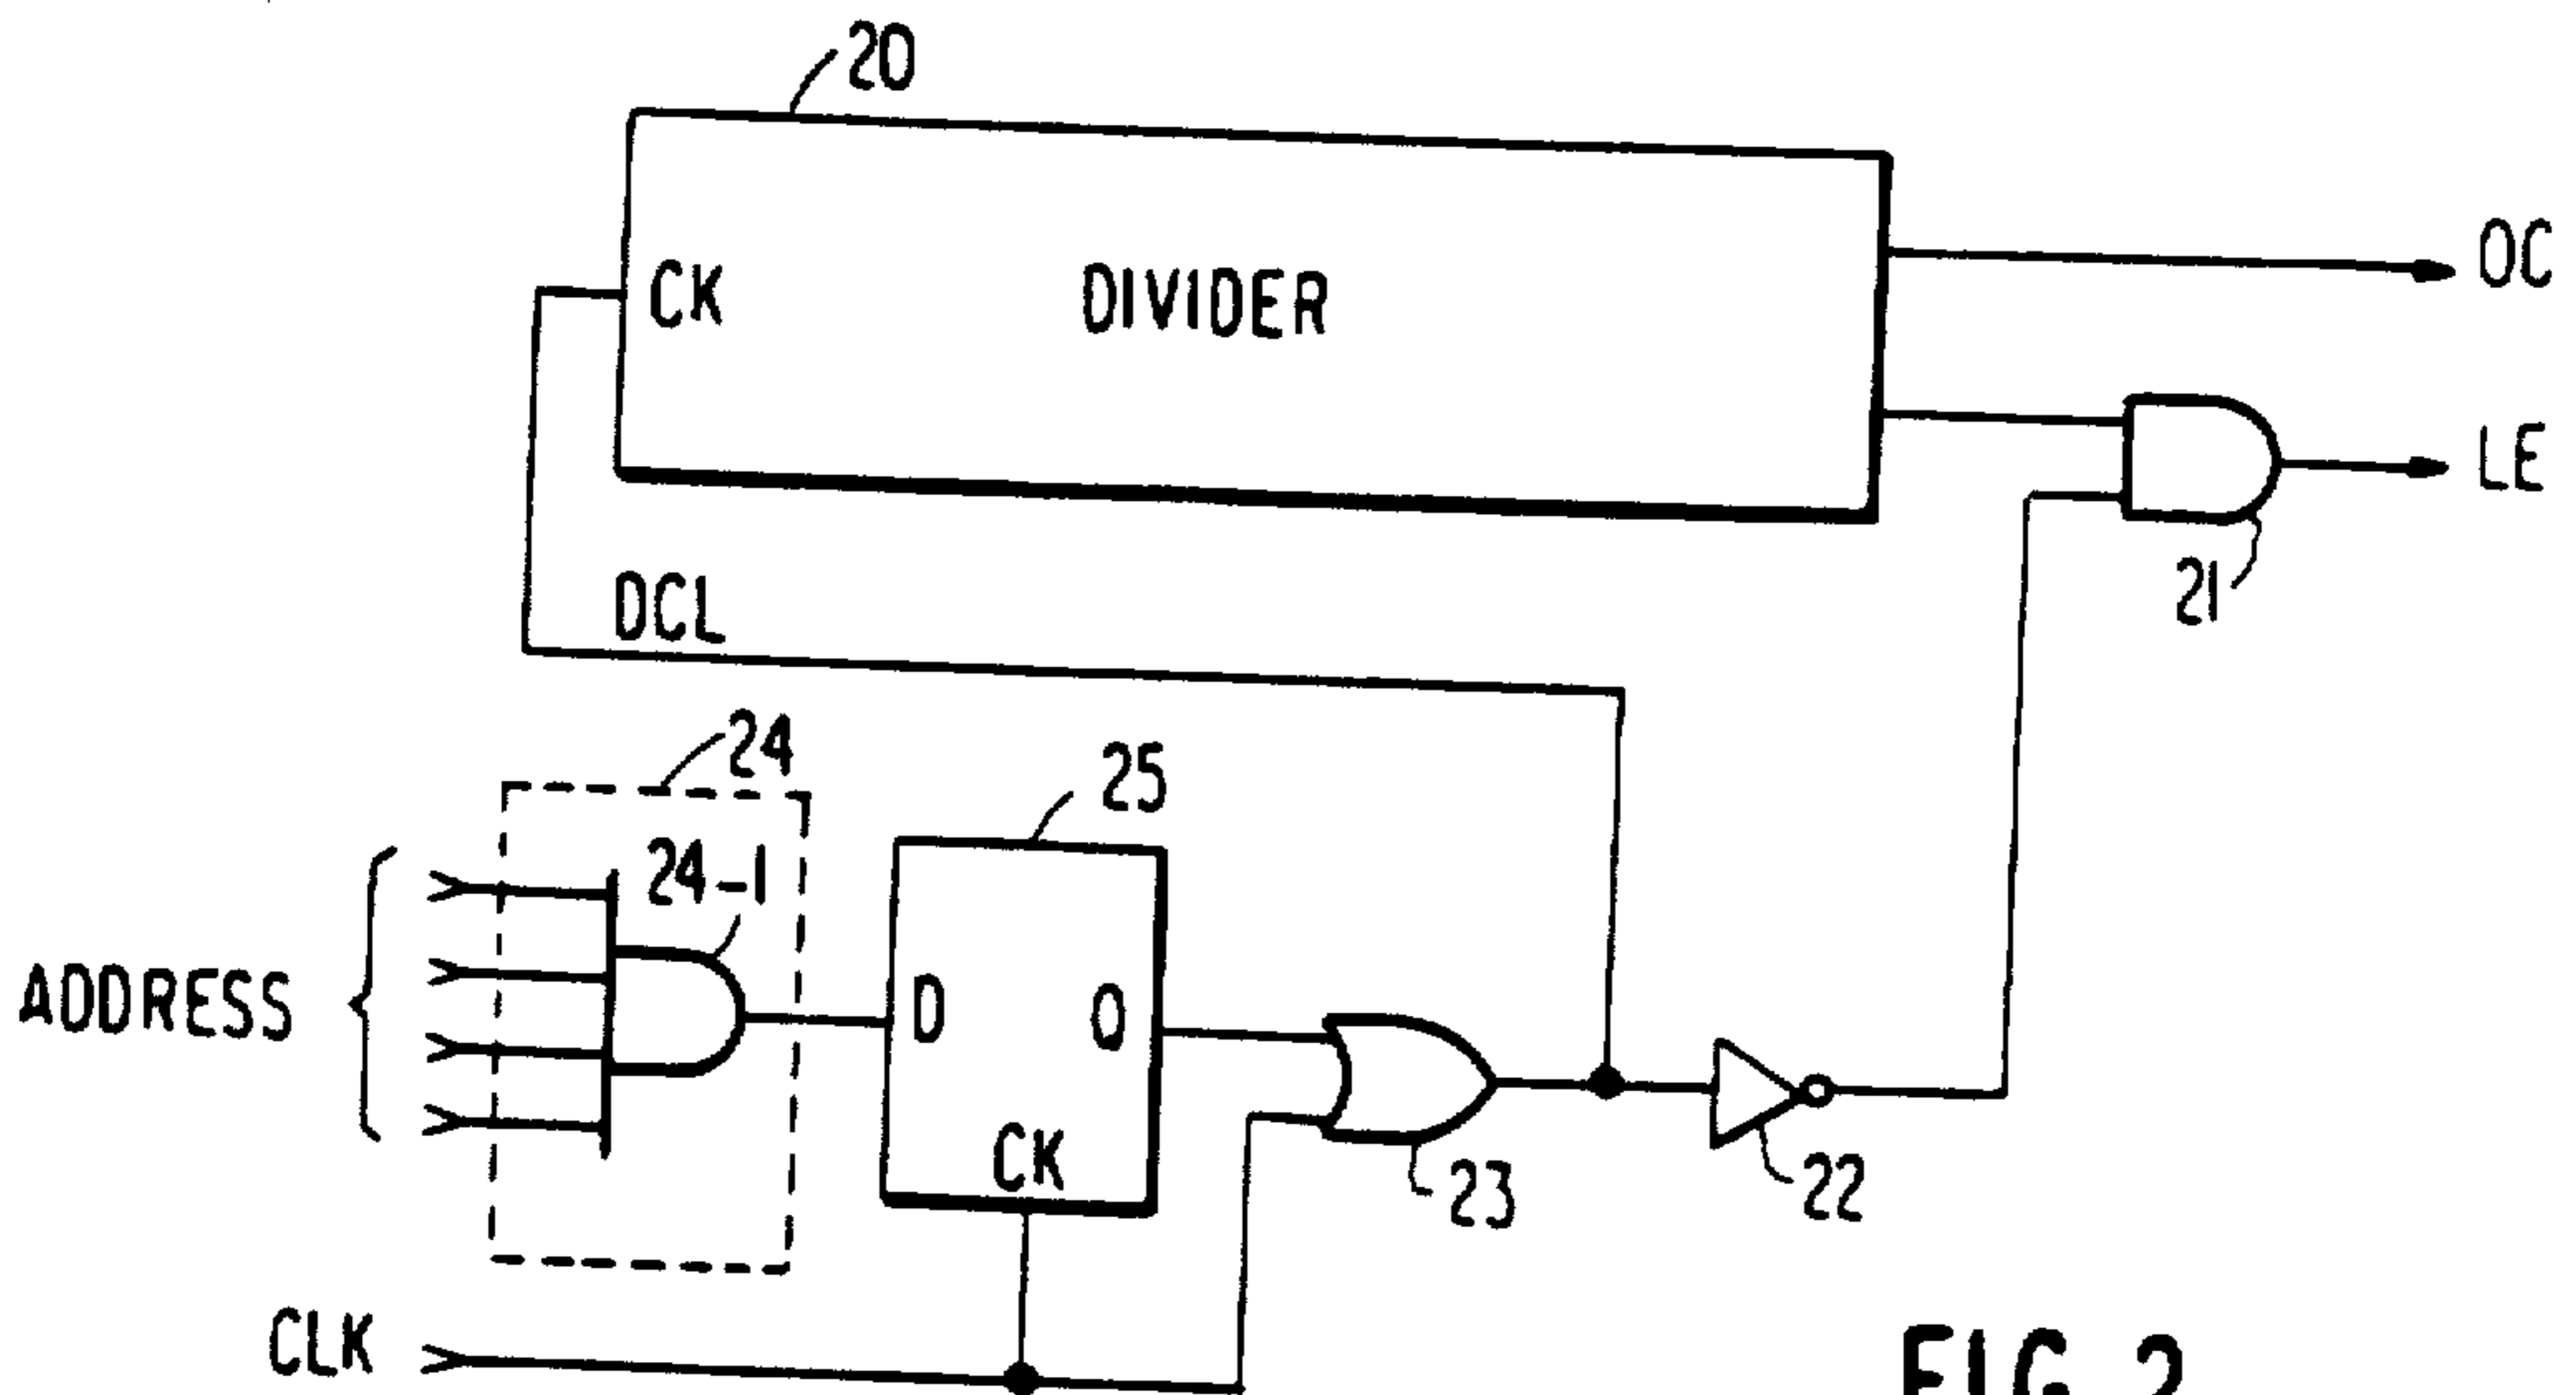 20
CK
DIVIDER
OC
LE
21
DCL
24
25
24-1
ADDRESS
D
O
CK
23
22
CLK
FIG. 2